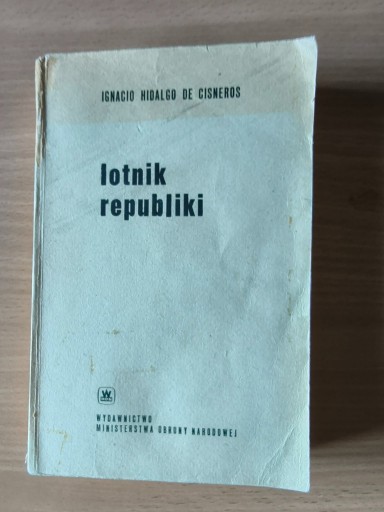 IGNACIO HIDALGO DE CISNEROS
lotnik
republiki
WYDAWNICTWO
MINISTERSTWA OBRONY NARODOWEJ